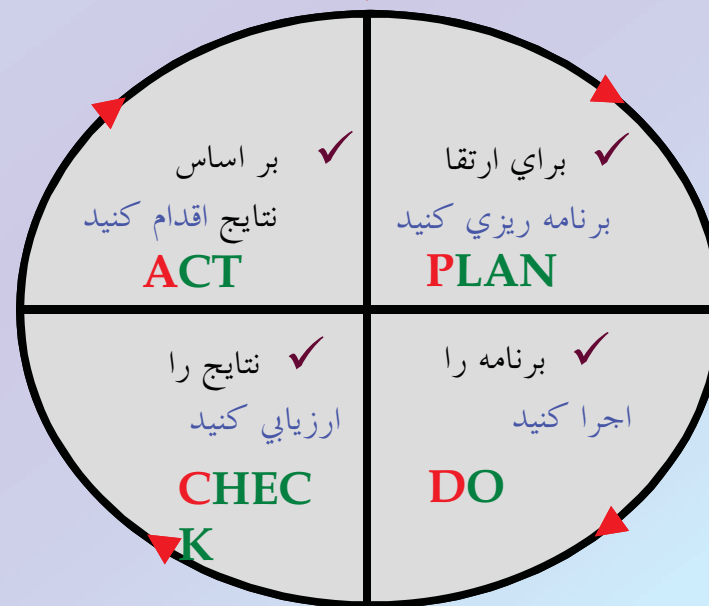 ✓ براي ارتقا
برنامه ريزي كنيد
PLAN
✓ برنامه را
اجرا كنيد
DO
✓ نتايج را
ارزيابي كنيد
CHEC
K
✓ بر اساس
نتايج اقدام كنيد
ACT